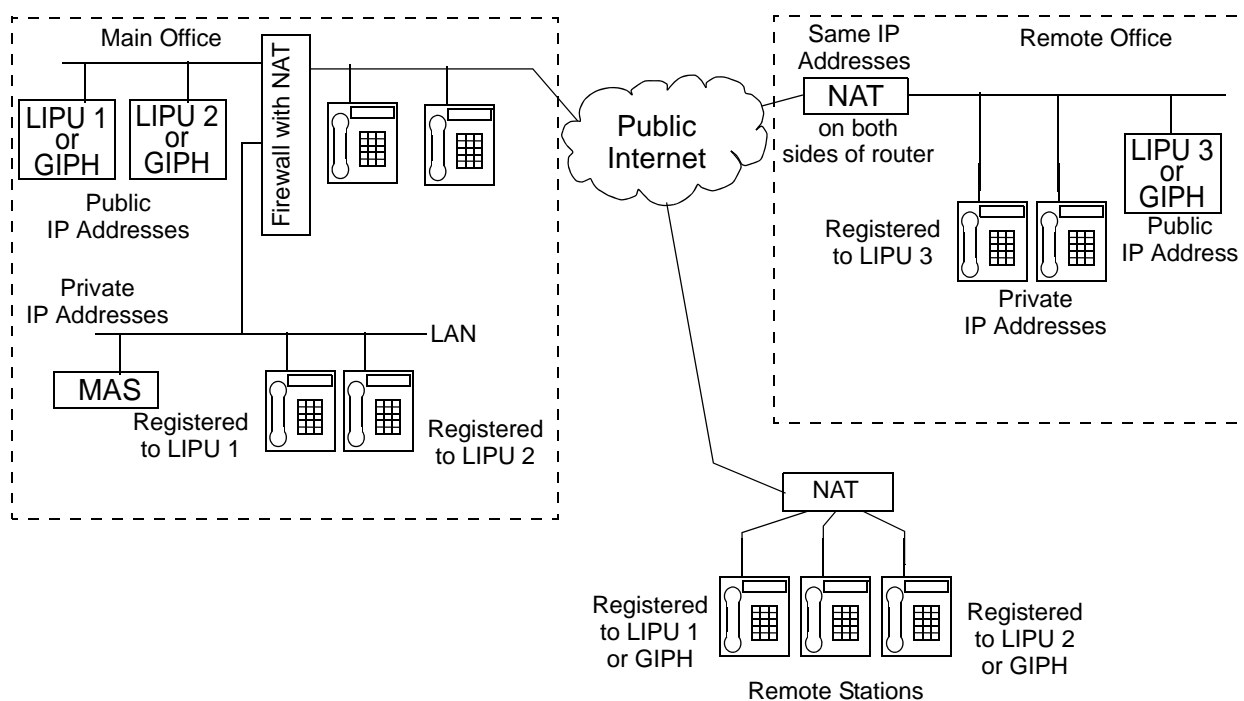 Main Office
LIPU 1
or
GIPH
LIPU 2
or
GIPH
Public
IP Addresses
Firewall with NAT
Private
IP Addresses
LAN
MAS
Registered
to LIPU 1
Registered
to LIPU 2
Public
Internet
Same IP
Addresses
NAT
on both
sides of router
Remote Office
LIPU 3
or
GIPH
Public
IP Address
Registered
to LIPU 3
Private
IP Addresses
NAT
Registered
to LIPU 1
or GIPH
Registered
to LIPU 2
or GIPH
Remote Stations